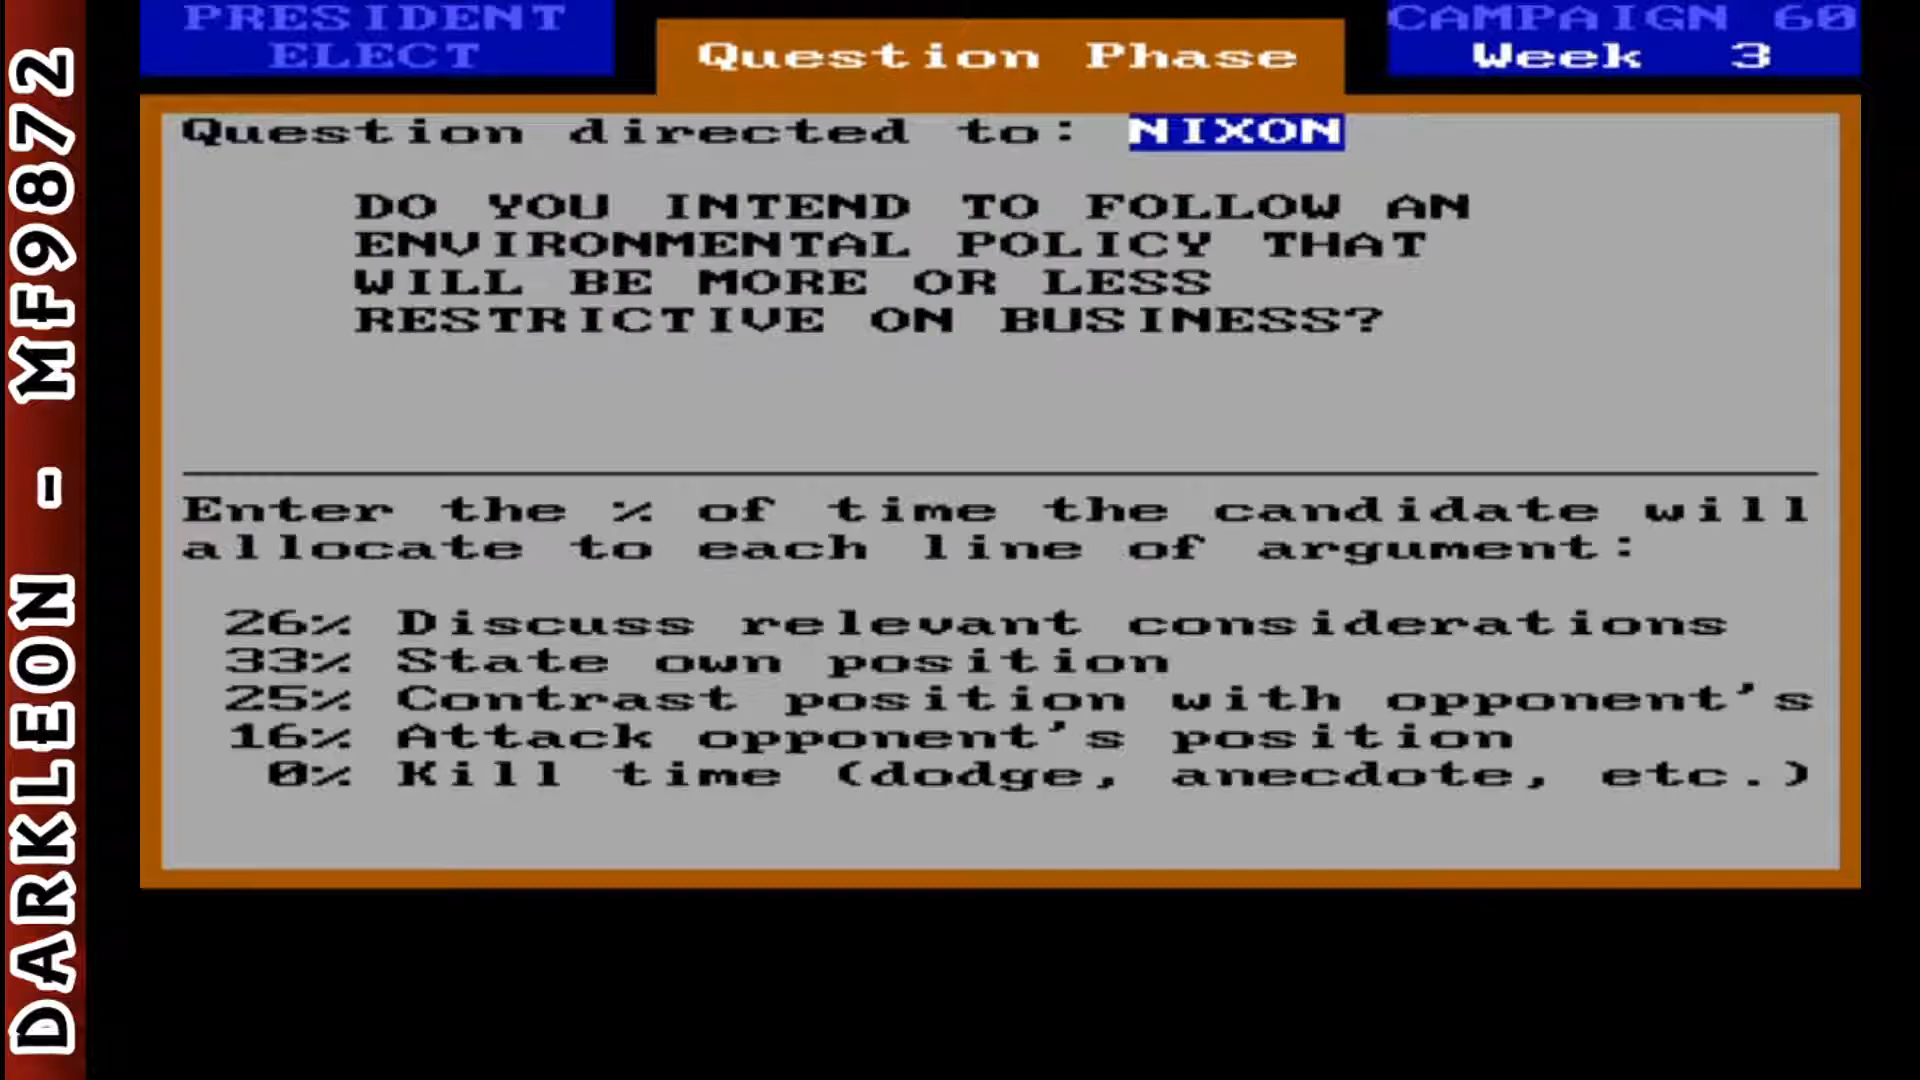 PRESIDENT
ELECT
Question Phase
CAMPAIGN 60
Week 3
Question directed to: NIXON
DO YOU INTEND TO FOLLOW AN
ENVIRONMENTAL POLICY THAT
WILL BE MORE OR LESS
RESTRICTIVE ON BUSINESS?
Enter the % of time the candidate will
allocate to each line of argument:
26% Discuss relevant considerations
33% State own position
25% Contrast position with opponent's
16% Attack opponent's position
0% Kill time (dodge, anecdote, etc.)
DARKLEON - MF9872